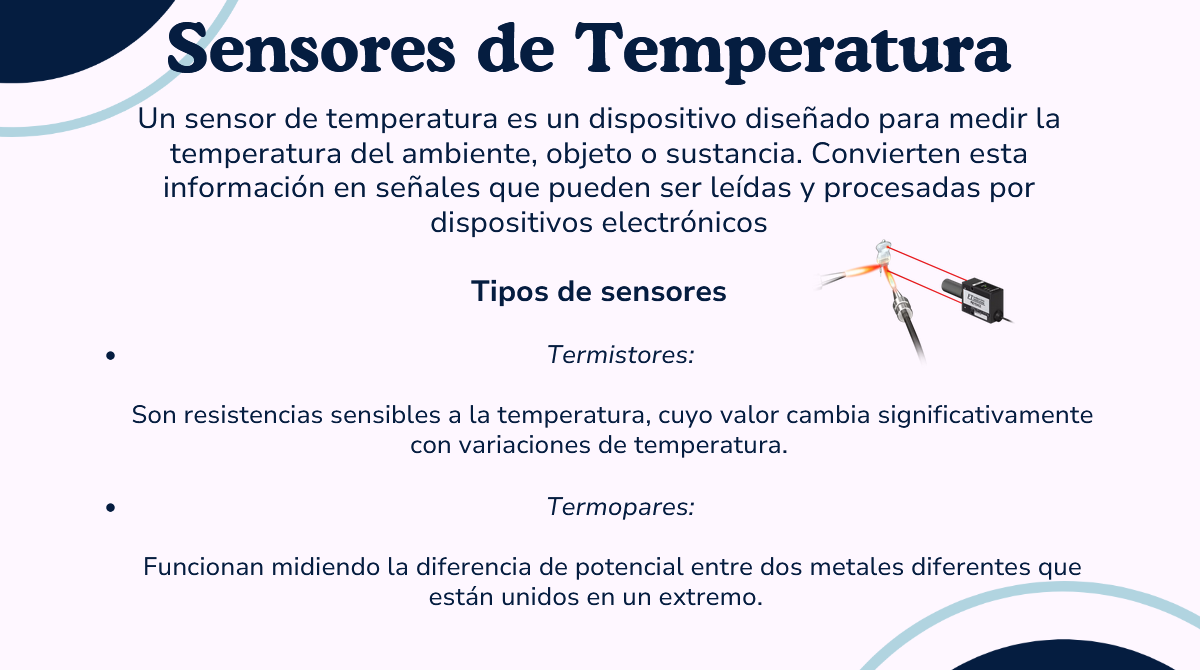 Sensores de Temperatura
Un sensor de temperatura es un dispositivo diseñado para medir la
temperatura del ambiente, objeto o sustancia. Convierten esta
información en señales que pueden ser leídas y procesadas por
dispositivos electrónicos
Tipos de sensores
• Termistores:
Son resistencias sensibles a la temperatura, cuyo valor cambia significativamente
con variaciones de temperatura.
• Termopares:
Funcionan midiendo la diferencia de potencial entre dos metales diferentes que
están unidos en un extremo.